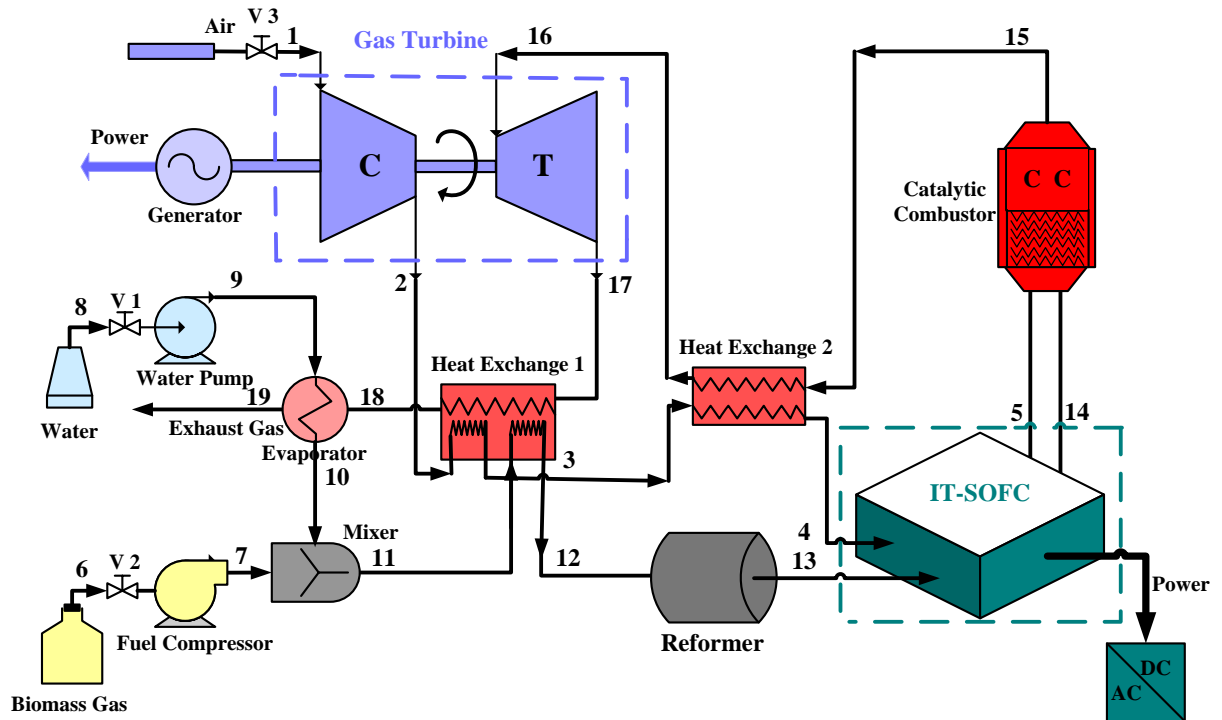 V 3
Air
1
Gas Turbine
16
15
Power
C
T
C C
Generator
Catalytic
Combustor
2
17
9
8
V 1
Water Pump
Heat Exchange 1
Heat Exchange 2
19
18
Exhaust Gas
Evaporator
Water
3
5
14
10
IT-SOFC
Mixer
4
6
V 2
7
11
12
13
Power
Fuel Compressor
Reformer
Biomass Gas
DC
AC